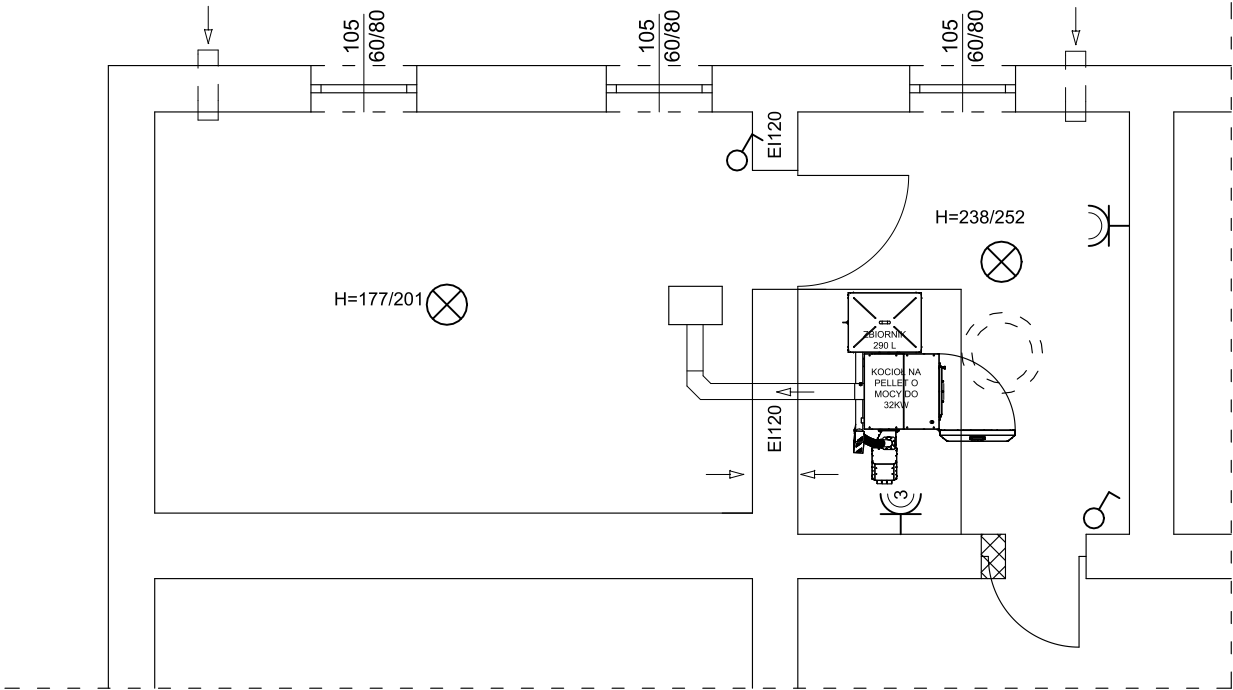 105
60/80
105
60/80
105
60/80
EI120
H=238/252
H=177/201
ZBIORNIK
290 L
KOCIOŁ NA
PELLET O
MOCY DO
32KW
EI120
3